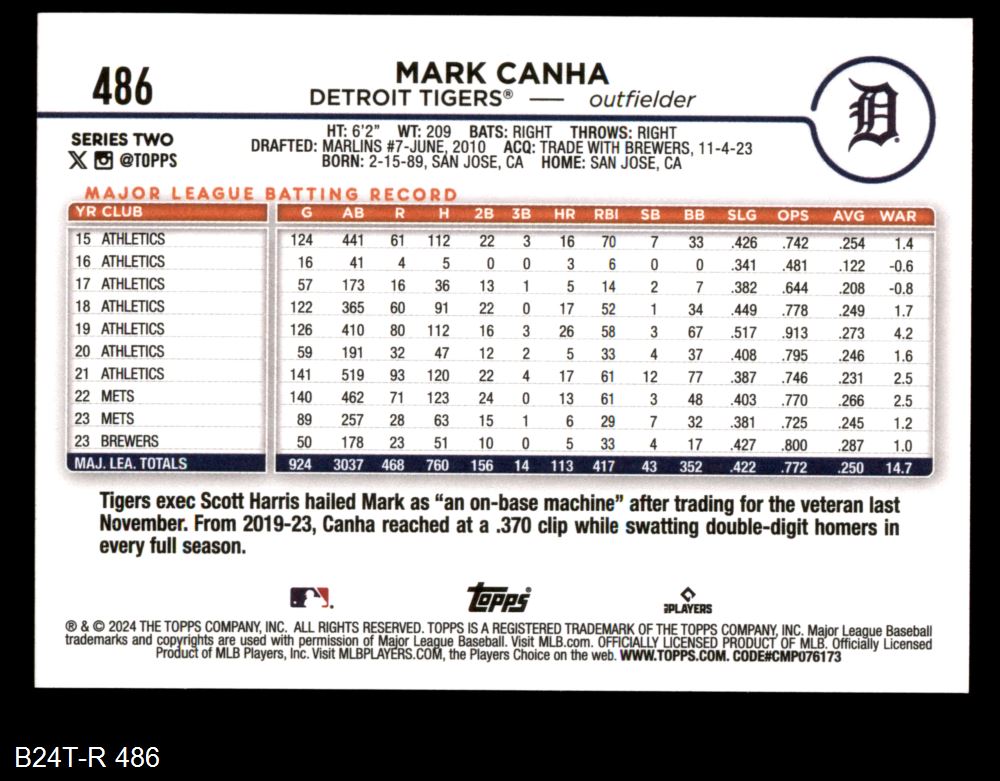 486
MARK CANHA
DETROIT TIGERS® — outfielder
D
SERIES TWO
X @TOPPS
HT: 6'2" WT: 209 BATS: RIGHT THROWS: RIGHT
DRAFTED: MARLINS #7-JUNE, 2010 ACQ: TRADE WITH BREWERS, 11-4-23
BORN: 2-15-89, SAN JOSE, CA HOME: SAN JOSE, CA
MAJOR LEAGUE BATTING RECORD
YR CLUB G AB R H 2B 3B HR RBI SB BB SLG OPS AVG WAR
15 ATHLETICS 124 441 61 112 22 3 16 70 7 33 .426 .742 .254 1.4
16 ATHLETICS 16 41 4 5 0 0 3 6 0 0 .341 .481 .122 -0.6
17 ATHLETICS 57 173 16 36 13 1 5 14 2 7 .382 .644 .208 -0.8
18 ATHLETICS 122 365 60 91 22 0 17 52 1 34 .449 .778 .249 1.7
19 ATHLETICS 126 410 80 112 16 3 26 58 3 67 .517 .913 .273 4.2
20 ATHLETICS 59 191 32 47 12 2 5 33 4 37 .408 .795 .246 1.6
21 ATHLETICS 141 519 93 120 22 4 17 61 12 77 .387 .746 .231 2.5
22 METS 140 462 71 123 24 0 13 61 3 48 .403 .770 .266 2.5
23 METS 89 257 28 63 15 1 6 29 7 32 .381 .725 .245 1.2
23 BREWERS 50 178 23 51 10 0 5 33 4 17 .427 .800 .287 1.0
MAJ. LEA. TOTALS 924 3037 468 760 156 14 113 417 43 352 .422 .772 .250 14.7
Tigers exec Scott Harris hailed Mark as “an on-base machine” after trading for the veteran last
November. From 2019-23, Canha reached at a .370 clip while swatting double-digit homers in
every full season.
Topps®
PLAYERS
® & © 2024 THE TOPPS COMPANY, INC. ALL RIGHTS RESERVED. TOPPS IS A REGISTERED TRADEMARK OF THE TOPPS COMPANY, INC. Major League Baseball
trademarks and copyrights are used with permission of Major League Baseball. Visit MLB.com. OFFICIALLY LICENSED PRODUCT OF MLB. Officially Licensed
Product of MLB Players, Inc. Visit MLBPLAYERS.COM, the Players Choice on the web. WWW.TOPPS.COM. CODE#CMP076173
B24T-R 486